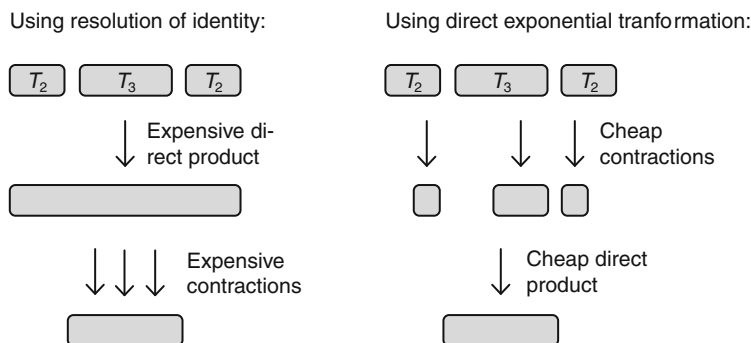 Using resolution of identity:
T2 T3 T2
Expensive di-
rect product
Expensive
contractions
Using direct exponential tranformation:
T2 T3 T2
Cheap
contractions
Cheap direct
product